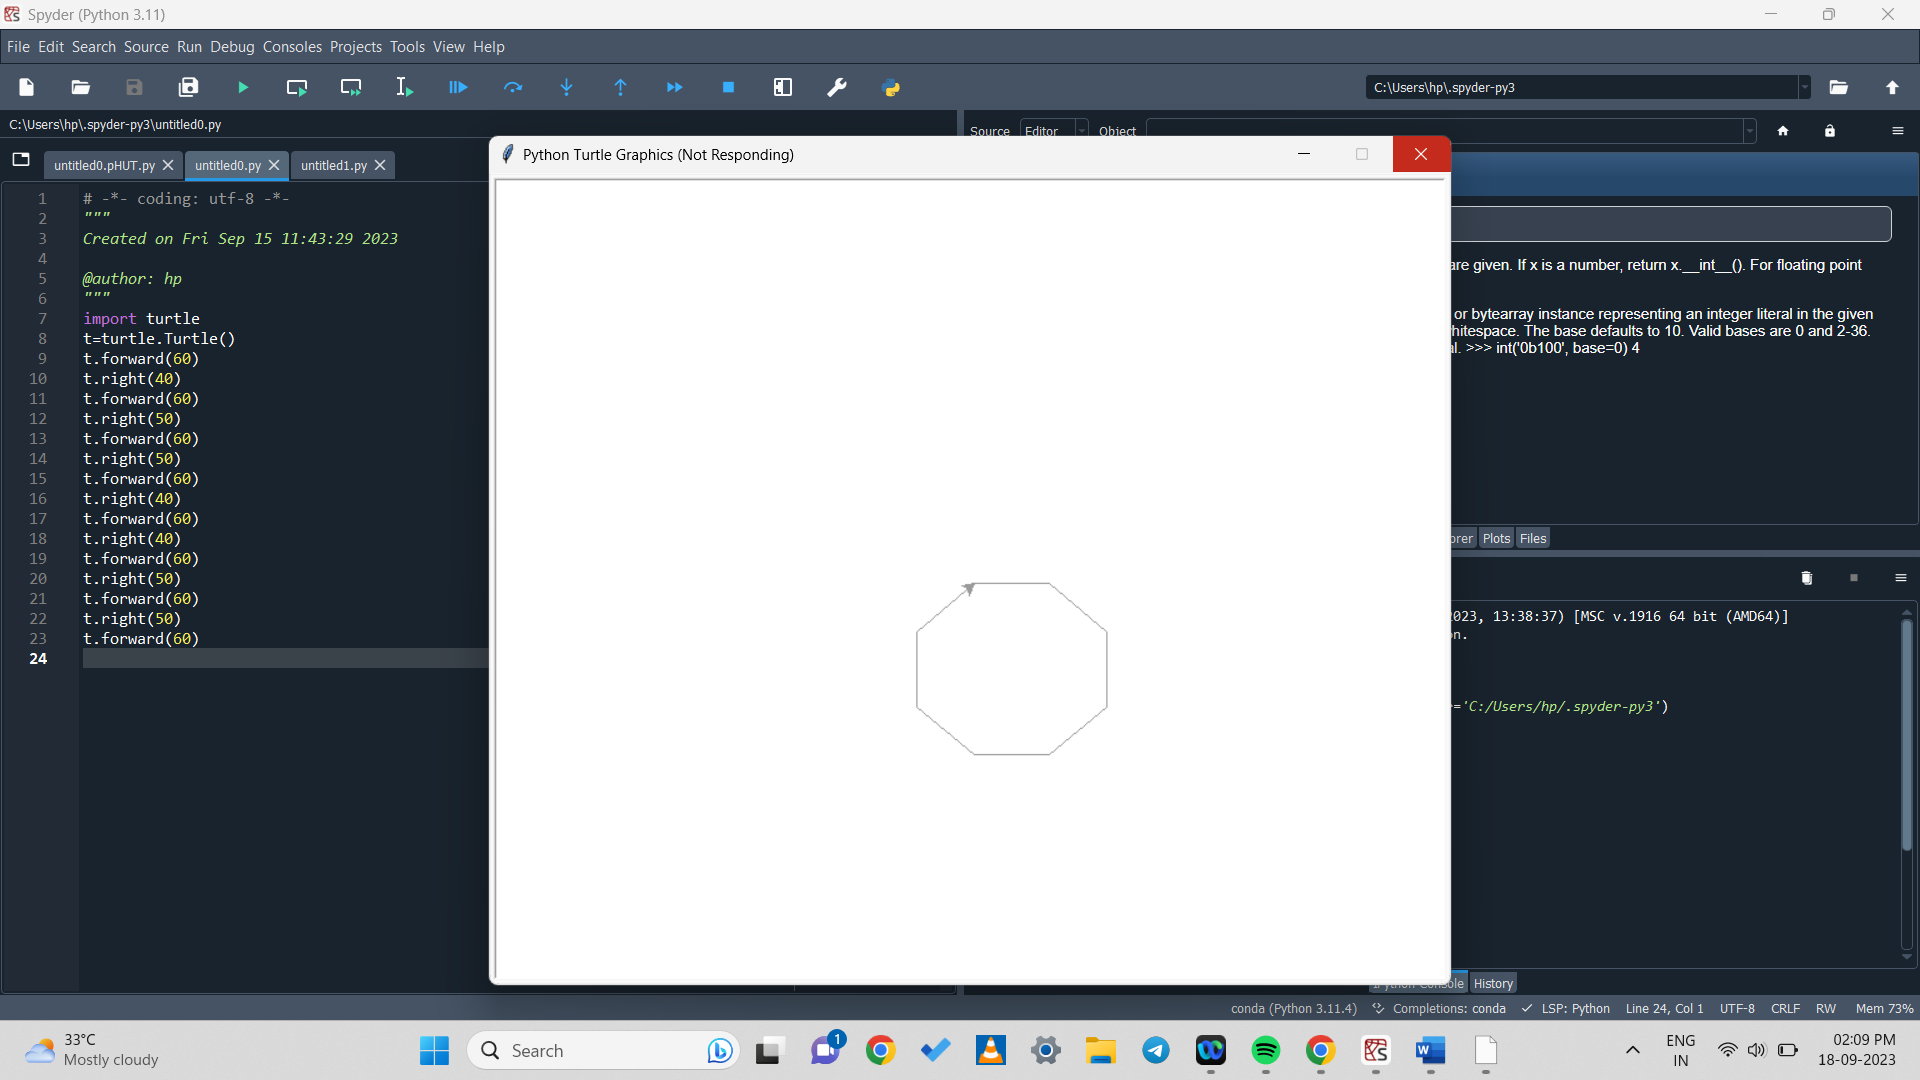 Spyder (Python 3.11)
File Edit Search Source Run Debug Consoles Projects Tools View Help
C:\Users\hp\.spyder-py3
C:\Users\hp\.spyder-py3\untitled0.py
Source Editor Object
untitled0.pHUT.py untitled0.py untitled1.py
Python Turtle Graphics (Not Responding)
1 # -*- coding: utf-8 -*-
2 """
3 Created on Fri Sep 15 11:43:29 2023
4
5 @author: hp
6 """
7 import turtle
8 t=turtle.Turtle()
9 t.forward(60)
10 t.right(40)
11 t.forward(60)
12 t.right(50)
13 t.forward(60)
14 t.right(50)
15 t.forward(60)
16 t.right(40)
17 t.forward(60)
18 t.right(40)
19 t.forward(60)
20 t.right(50)
21 t.forward(60)
22 t.right(50)
23 t.forward(60)
24
are given. If x is a number, return x.__int__(). For floating point
or bytearray instance representing an integer literal in the given
hitespace. The base defaults to 10. Valid bases are 0 and 2-36.
l. >>> int('0b100', base=0) 4
orer Plots Files
023, 13:38:37) [MSC v.1916 64 bit (AMD64)]
on.
='C:/Users/hp/.spyder-py3')
IPython Console History
conda (Python 3.11.4) Completions: conda LSP: Python Line 24, Col 1 UTF-8 CRLF RW Mem 73%
33°C
Mostly cloudy
Search
1
ENG
IN
02:09 PM
18-09-2023